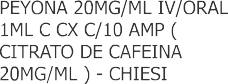 PEYONA 20MG/ML IV/ORAL
1ML C CX C/10 AMP (
CITRATO DE CAFEINA
20MG/ML ) - CHIESI